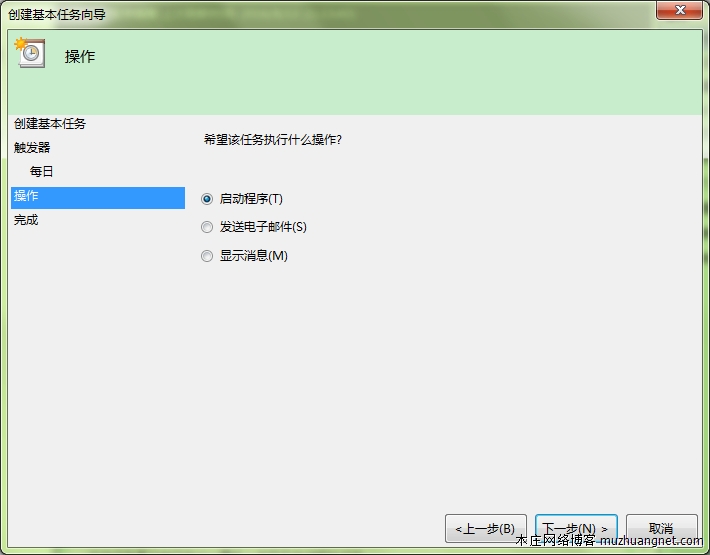 创建基本任务向导
操作
创建基本任务
触发器
每日
操作
完成
希望该任务执行什么操作?
启动程序(T)
发送电子邮件(S)
显示消息(M)
<上一步(B)
下一步(N) >
取消
木庄网络博客 muzhuangnet.com